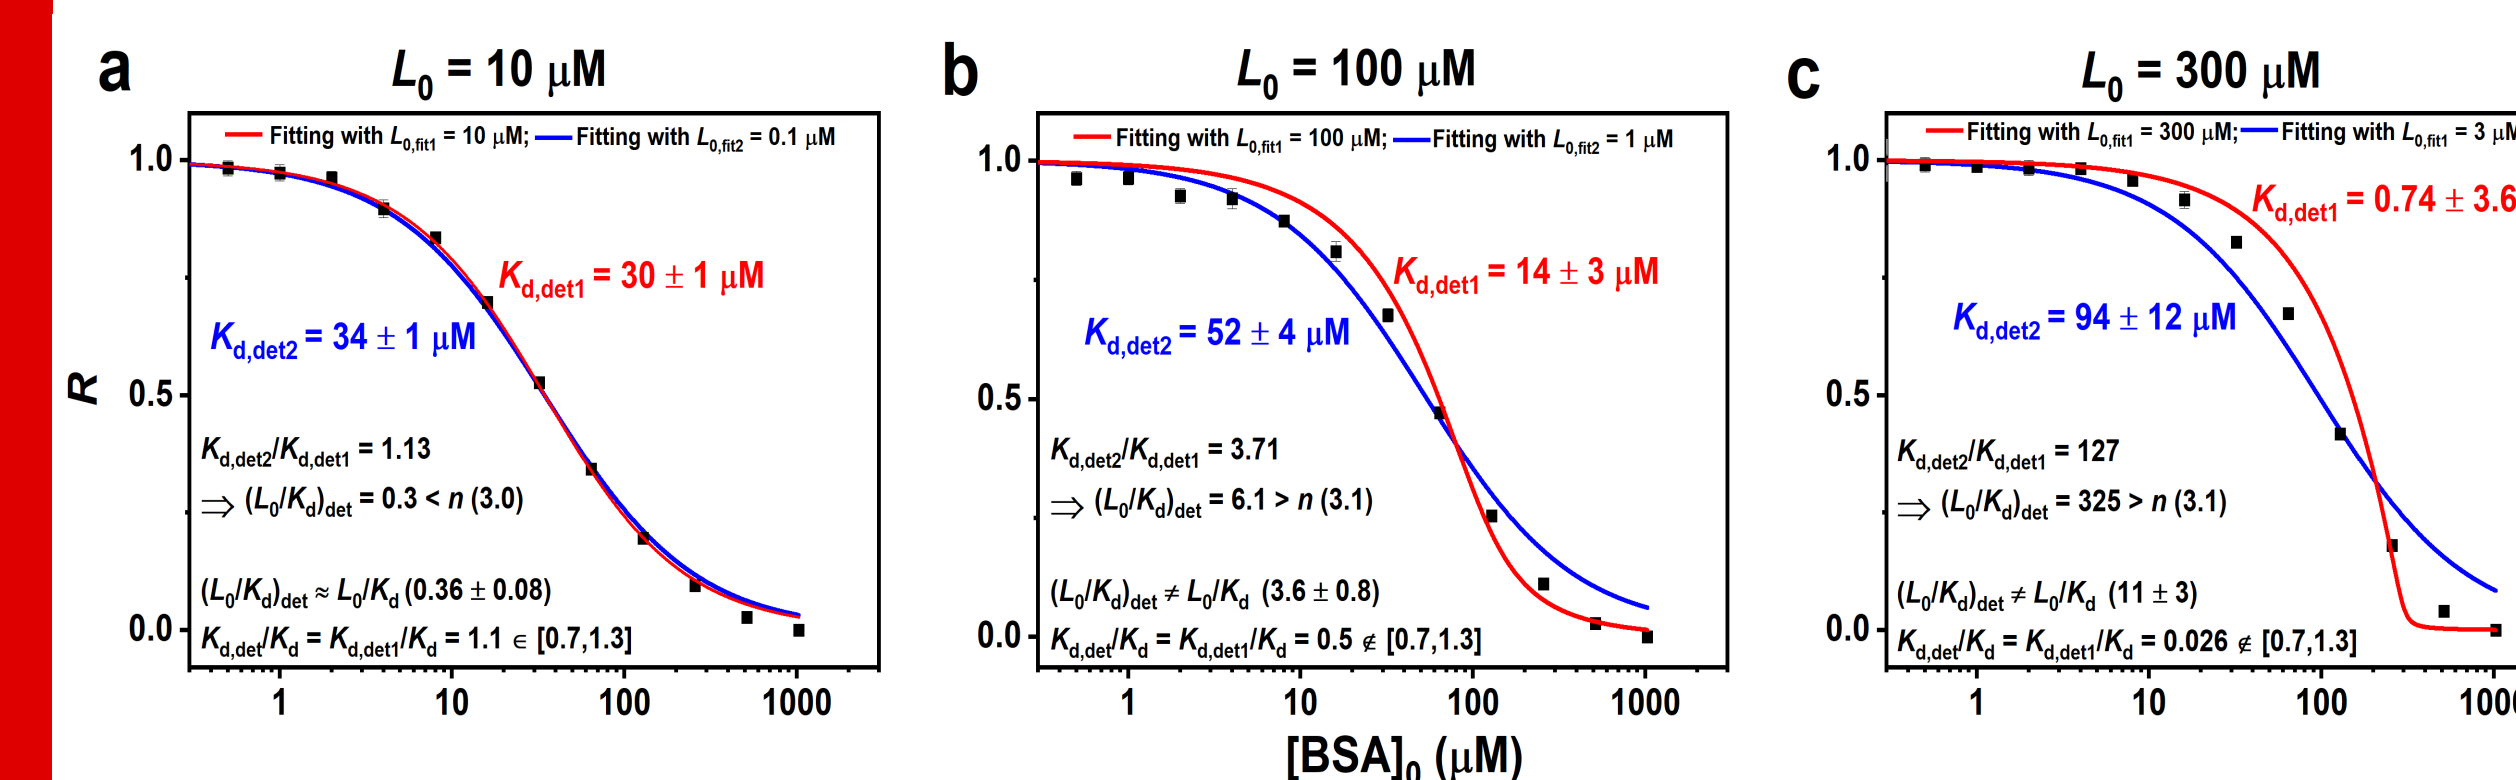 a
L0 = 10 μM
Fitting with L0,fit1 = 10 μM; Fitting with L0,fit2 = 0.1 μM
1.0
0.5
0.0
R
Kd,det1 = 30 ± 1 μM
Kd,det2 = 34 ± 1 μM
Kd,det2/Kd,det1 = 1.13
⇒ (L0/Kd)det = 0.3 < n (3.0)
(L0/Kd)det ≈ L0/Kd (0.36 ± 0.08)
Kd,det/Kd = Kd,det1/Kd = 1.1 ∈ [0.7,1.3]
1 10 100 1000
b
L0 = 100 μM
Fitting with L0,fit1 = 100 μM; Fitting with L0,fit2 = 1 μM
1.0
0.5
0.0
Kd,det1 = 14 ± 3 μM
Kd,det2 = 52 ± 4 μM
Kd,det2/Kd,det1 = 3.71
⇒ (L0/Kd)det = 6.1 > n (3.1)
(L0/Kd)det ≠ L0/Kd (3.6 ± 0.8)
Kd,det/Kd = Kd,det1/Kd = 0.5 ∉ [0.7,1.3]
1 10 100 1000
[BSA]0 (μM)
c
L0 = 300 μM
Fitting with L0,fit1 = 300 μM; Fitting with L0,fit1 = 3 μM
1.0
0.5
0.0
Kd,det1 = 0.74 ± 3.6
Kd,det2 = 94 ± 12 μM
Kd,det2/Kd,det1 = 127
⇒ (L0/Kd)det = 325 > n (3.1)
(L0/Kd)det ≠ L0/Kd (11 ± 3)
Kd,det/Kd = Kd,det1/Kd = 0.026 ∉ [0.7,1.3]
1 10 100 1000